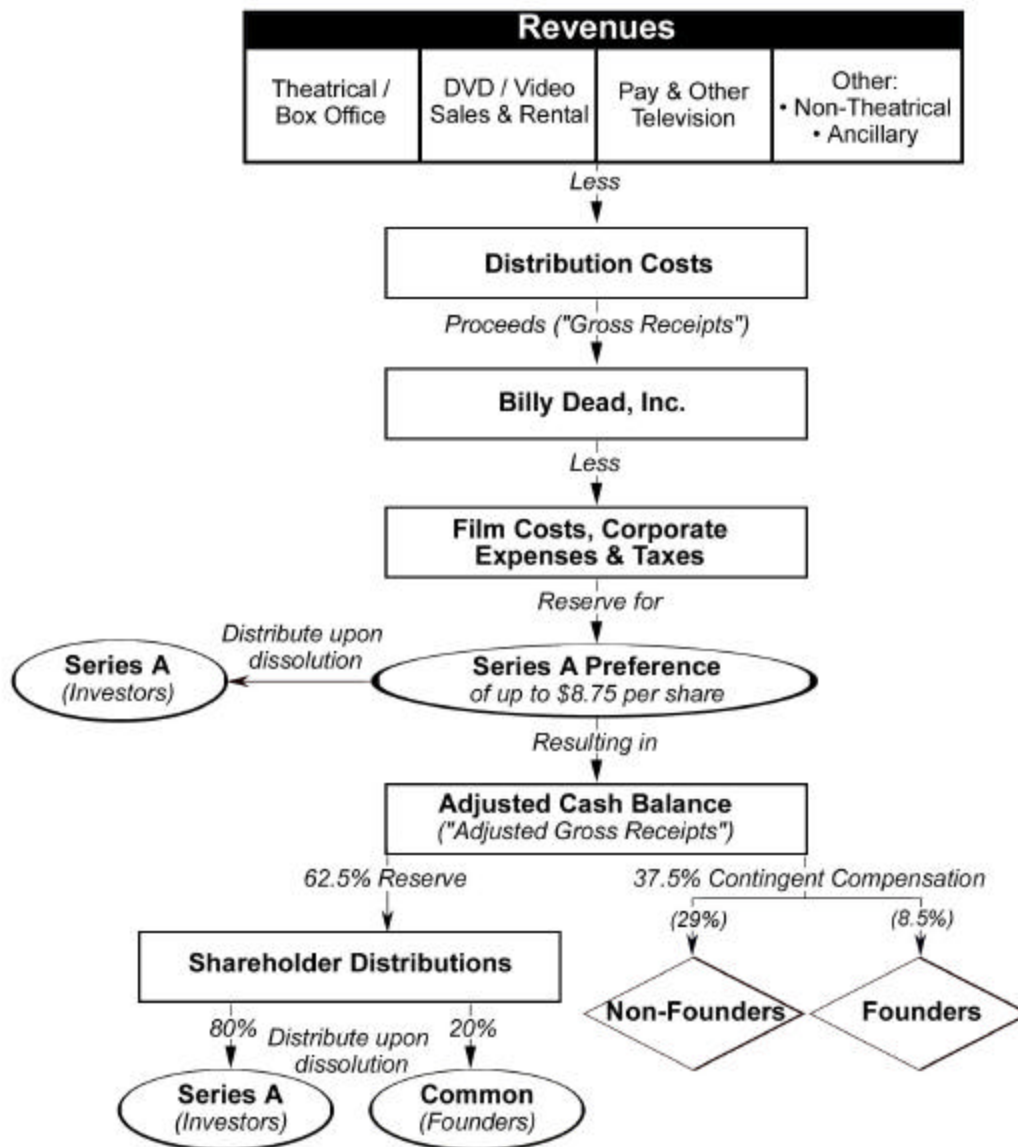 Revenues
Theatrical /
Box Office
DVD / Video
Sales & Rental
Pay & Other
Television
Other:
• Non-Theatrical
• Ancillary
Less
Distribution Costs
Proceeds ("Gross Receipts")
Billy Dead, Inc.
Less
Film Costs, Corporate
Expenses & Taxes
Reserve for
Distribute upon
dissolution
Series A
(Investors)
Series A Preference
of up to $8.75 per share
Resulting in
Adjusted Cash Balance
("Adjusted Gross Receipts")
62.5% Reserve
37.5% Contingent Compensation
(29%)
(8.5%)
Shareholder Distributions
Non-Founders
Founders
80%
Distribute upon
dissolution
20%
Series A
(Investors)
Common
(Founders)